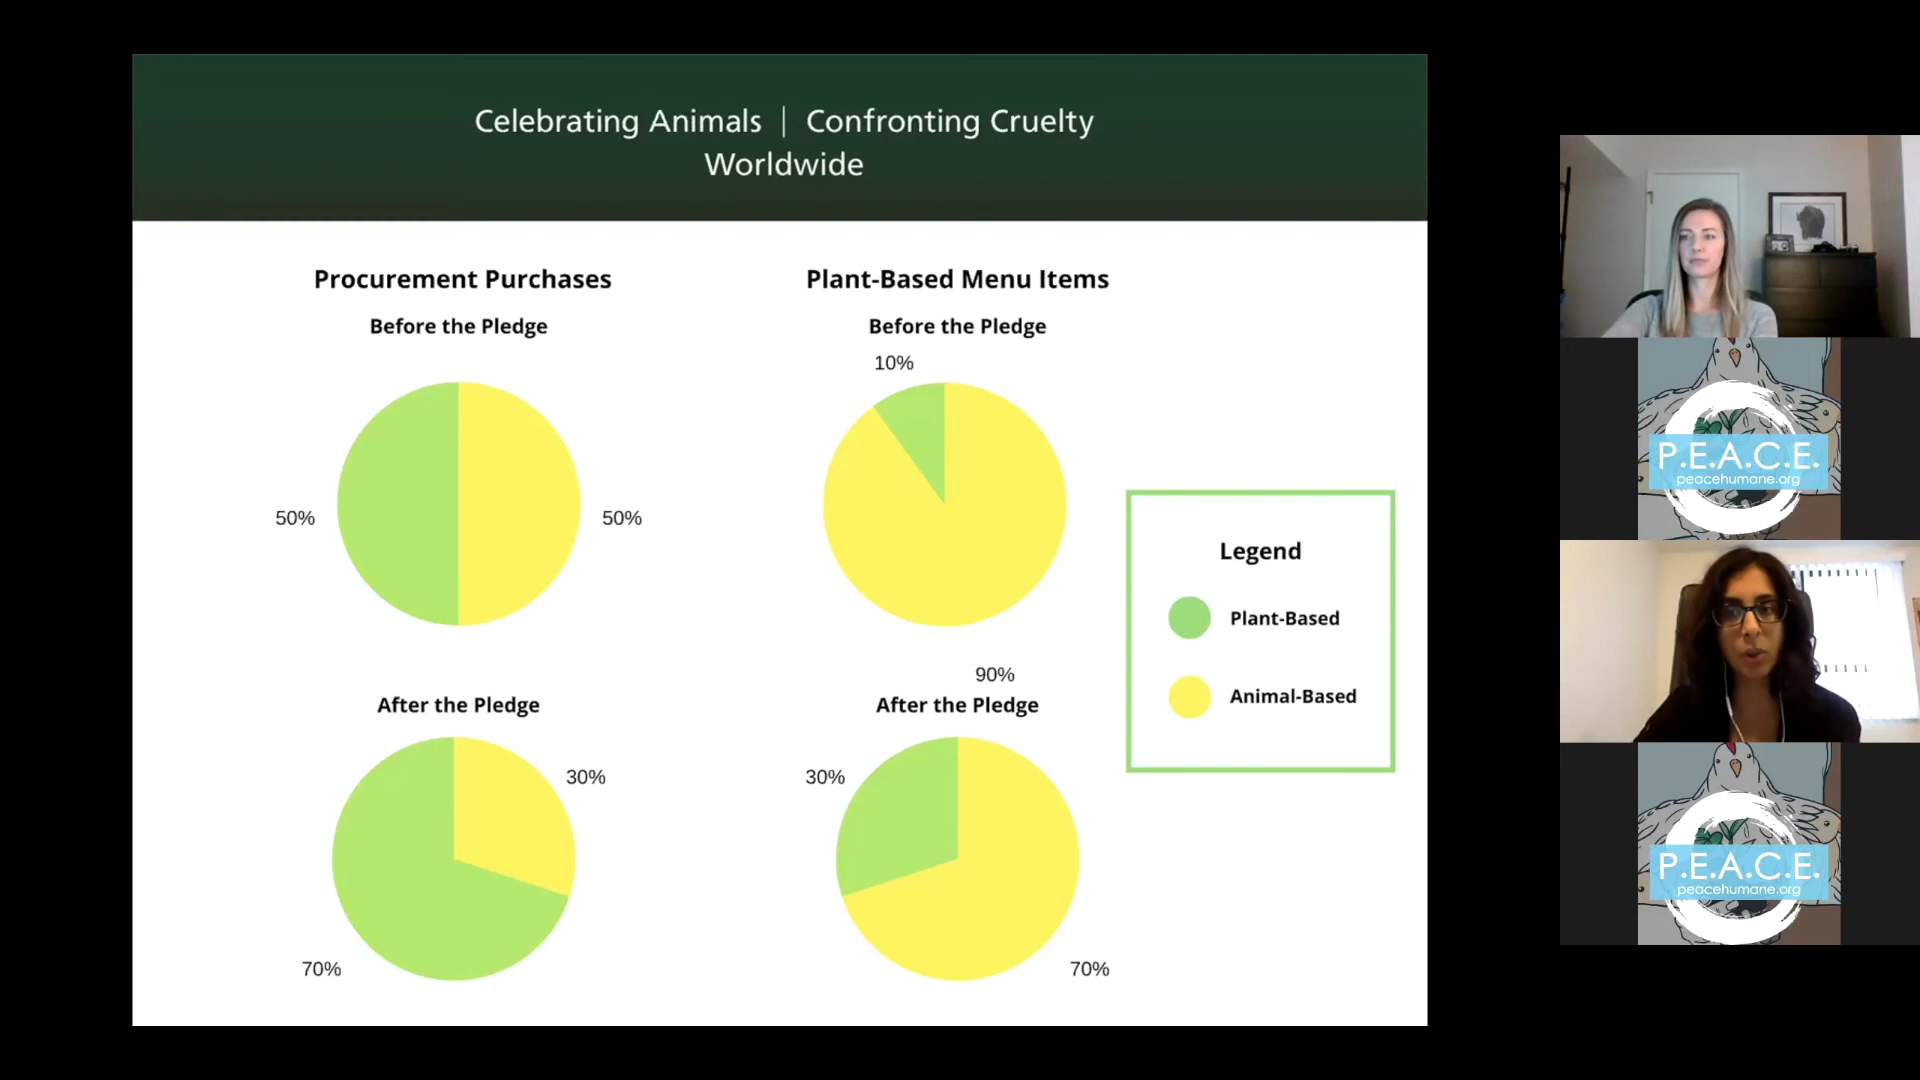 Celebrating Animals | Confronting Cruelty
Worldwide
Procurement Purchases
Before the Pledge
50%
50%
After the Pledge
30%
70%
Plant-Based Menu Items
Before the Pledge
10%
90%
After the Pledge
30%
70%
Legend
Plant-Based
Animal-Based
P.E.A.C.E.
peacehumane.org
P.E.A.C.E.
peacehumane.org